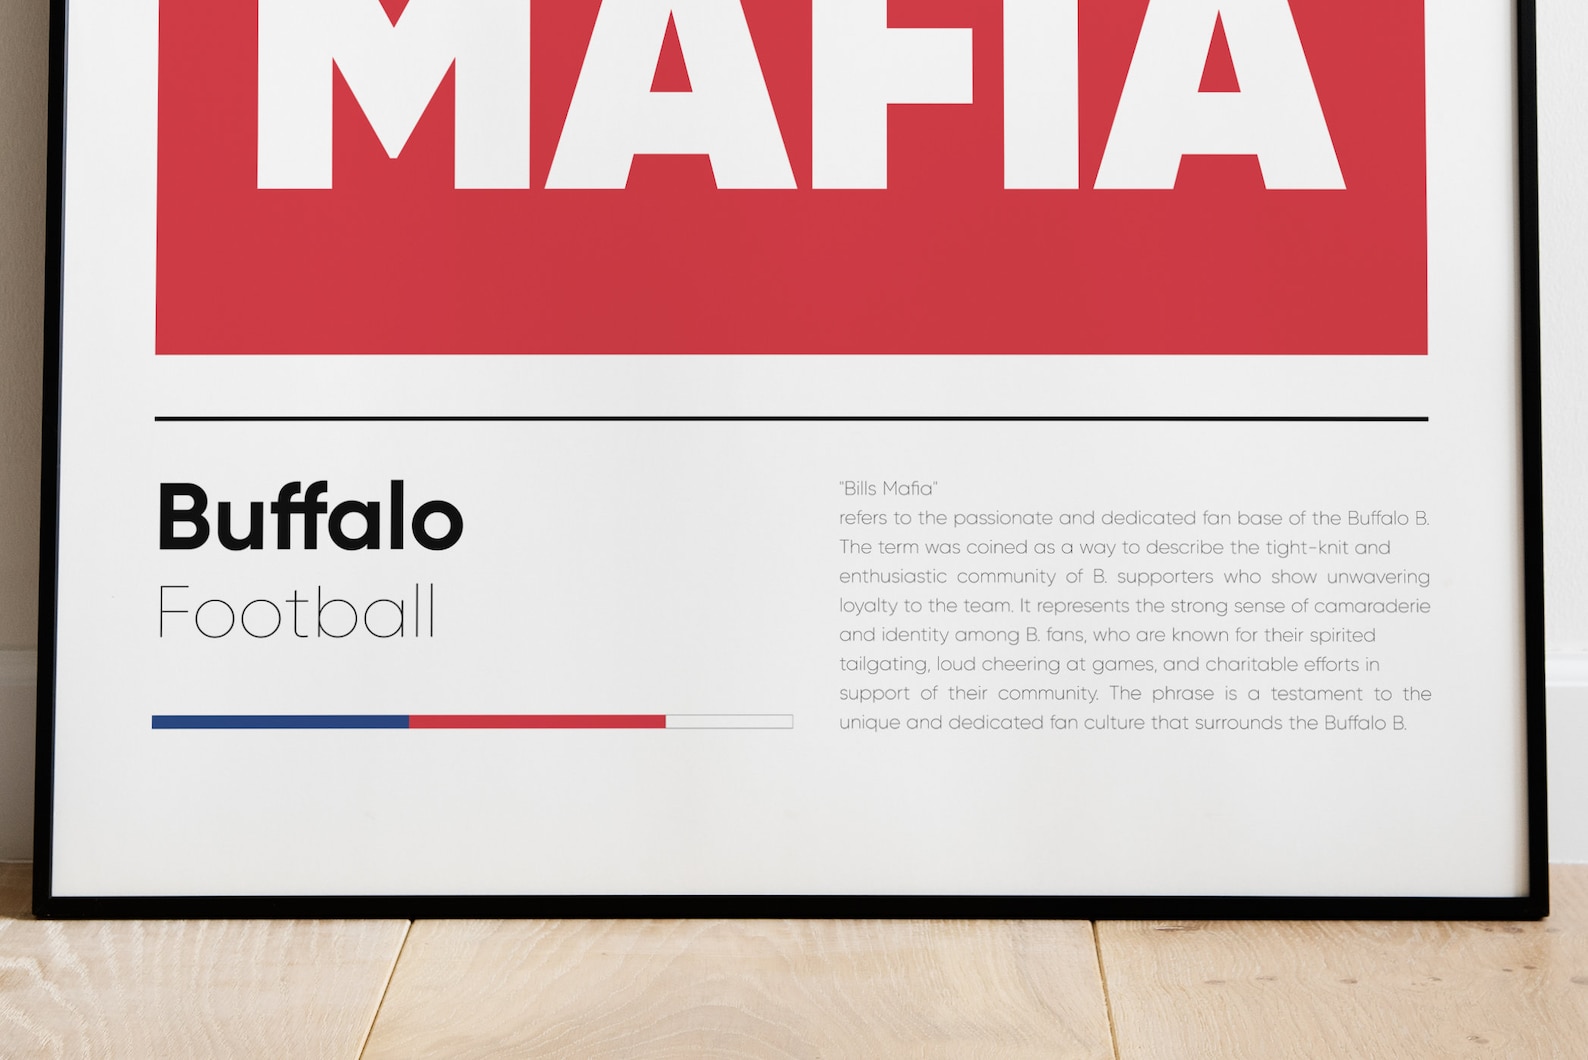 MAFIA
Buffalo
Football
"Bills Mafia"
refers to the passionate and dedicated fan base of the Buffalo B.
The term was coined as a way to describe the tight-knit and
enthusiastic community of B. supporters who show unwavering
loyalty to the team. It represents the strong sense of camaraderie
and identity among B. fans, who are known for their spirited
tailgating, loud cheering at games, and charitable efforts in
support of their community. The phrase is a testament to the
unique and dedicated fan culture that surrounds the Buffalo B.